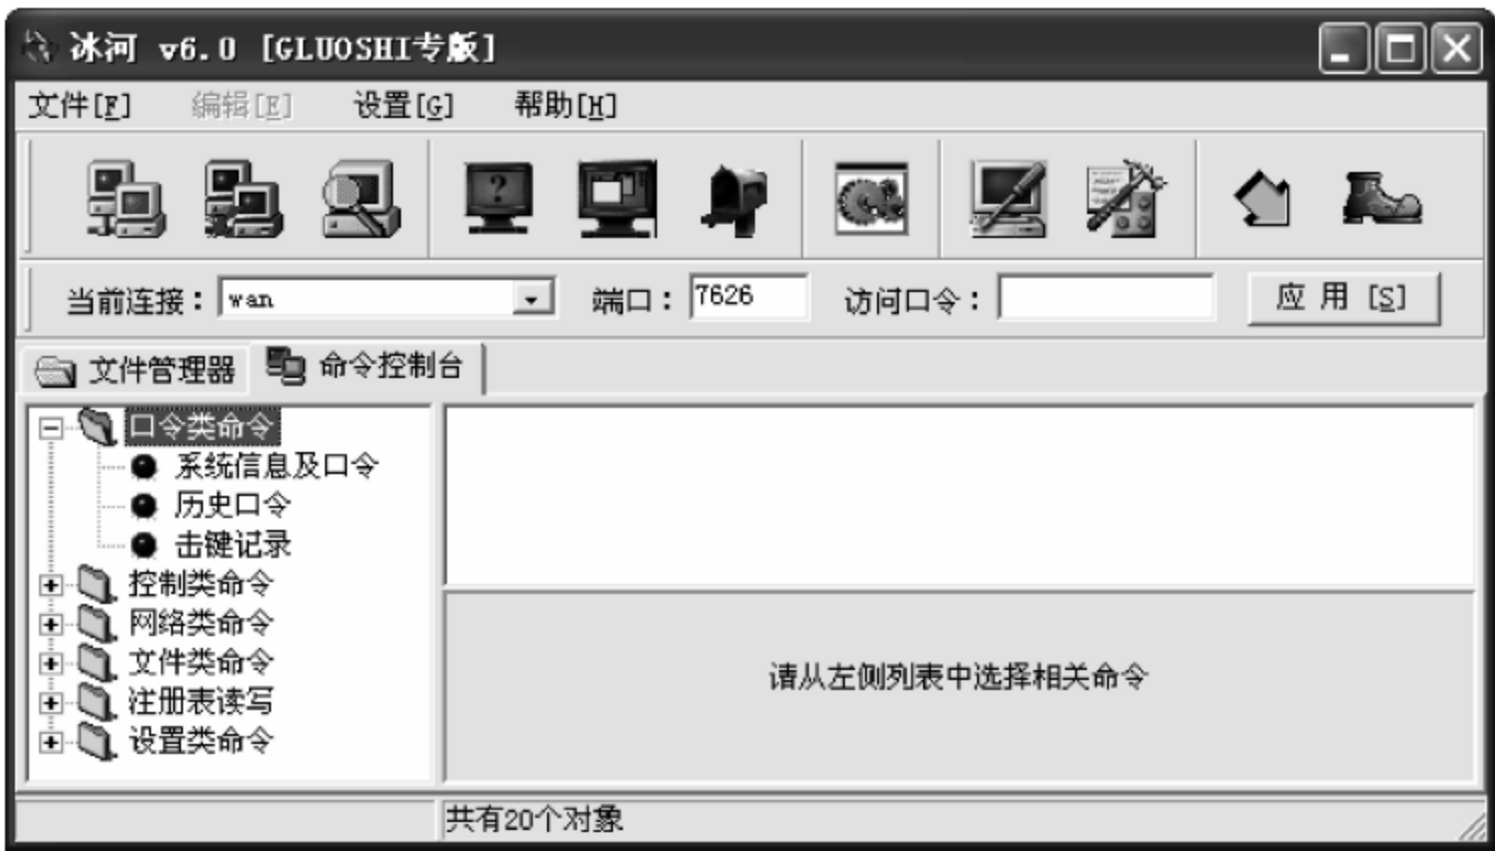 冰河 v6.0 [GLUOSHI专版]
文件[F] 编辑[E] 设置[G] 帮助[H]
?
当前连接： wan 端口： 7626 访问口令： 应 用 [S]
文件管理器 命令控制台
口令类命令
系统信息及口令
历史口令
击键记录
控制类命令
网络类命令
文件类命令
注册表读写
设置类命令
请从左侧列表中选择相关命令
共有20个对象